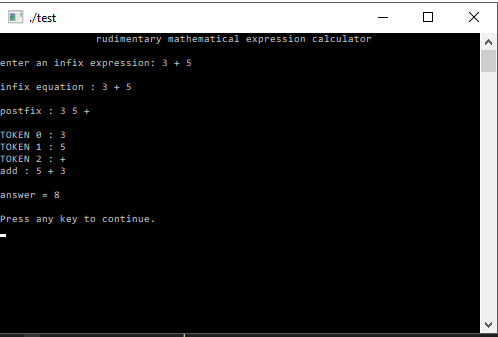 ./test
rudimentary mathematical expression calculator
enter an infix expression: 3 + 5
infix equation : 3 + 5
postfix : 3 5 +
TOKEN 0 : 3
TOKEN 1 : 5
TOKEN 2 : +
add : 5 + 3
answer = 8
Press any key to continue.